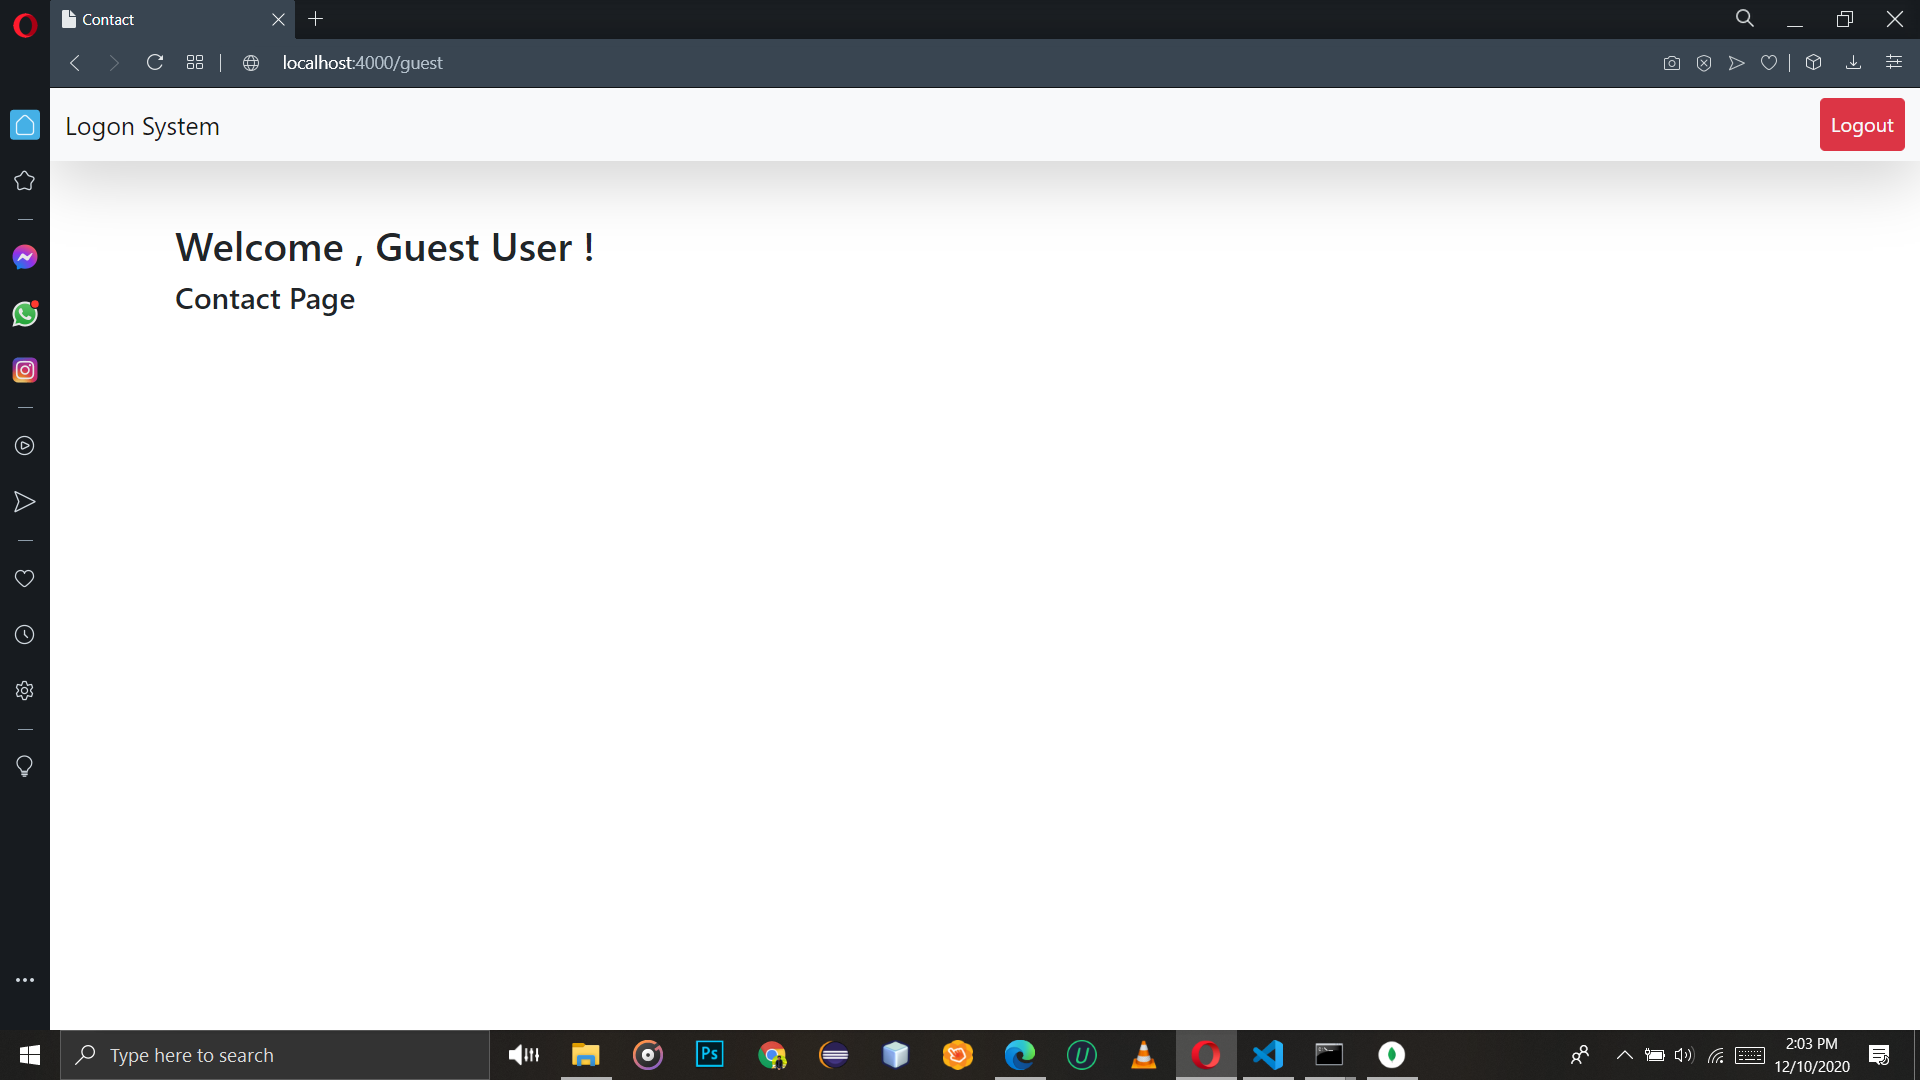 Contact
localhost:4000/guest
Logon System
Logout
Welcome , Guest User !
Contact Page
Type here to search
Ps
U
2:03 PM
12/10/2020